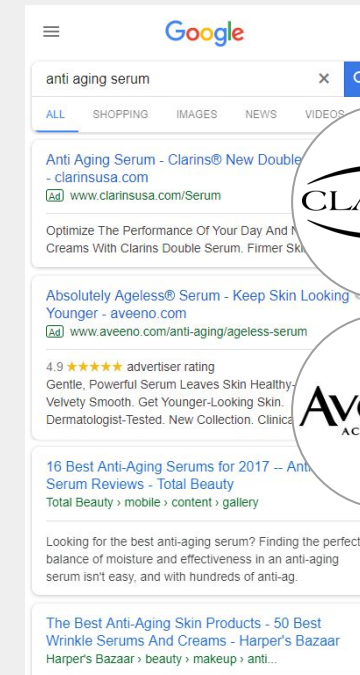 Google
anti aging serum
ALL SHOPPING IMAGES NEWS VIDEOS
Anti Aging Serum - Clarins® New Double
- clarinsusa.com
Ad www.clarinsusa.com/Serum
Optimize The Performance Of Your Day And
Creams With Clarins Double Serum. Firmer
CLA
Absolutely Ageless® Serum - Keep Skin Looking
Younger - aveeno.com
Ad www.aveeno.com/anti-aging/ageless-serum
4.9 ★★★★★ advertiser rating
Gentle, Powerful Serum Leaves Skin Healthy-
Velvety Smooth. Get Younger-Looking Skin.
Dermatologist-Tested. New Collection.
Ave
AC
16 Best Anti-Aging Serums for 2017 --
Serum Reviews - Total Beauty
Total Beauty › mobile › content › gallery
Looking for the best anti-aging serum? Finding the perfect
balance of moisture and effectiveness in an anti-aging
serum isn't easy, and with hundreds of anti-ag.
The Best Anti-Aging Skin Products - 50 Best
Wrinkle Serums And Creams - Harper's Bazaar
Harper's Bazaar › beauty › makeup › anti...